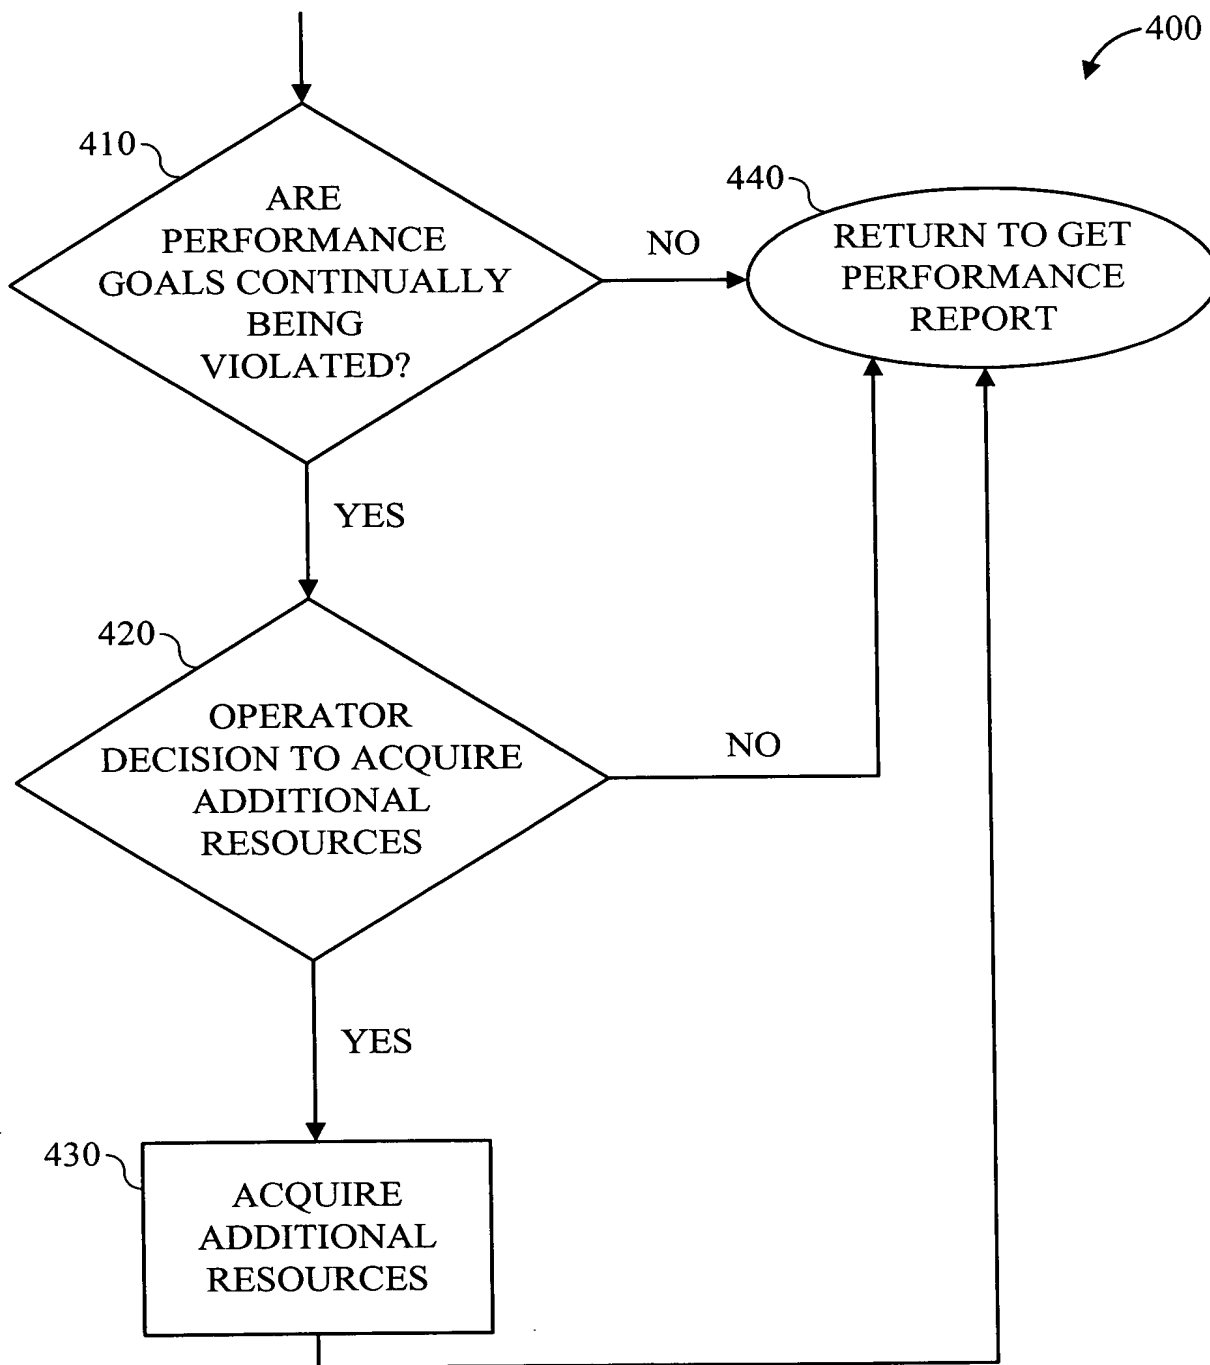 400
410
ARE
PERFORMANCE
GOALS CONTINUALLY
BEING
VIOLATED?
NO
440
RETURN TO GET
PERFORMANCE
REPORT
YES
420
OPERATOR
DECISION TO ACQUIRE
ADDITIONAL
RESOURCES
NO
YES
430
ACQUIRE
ADDITIONAL
RESOURCES